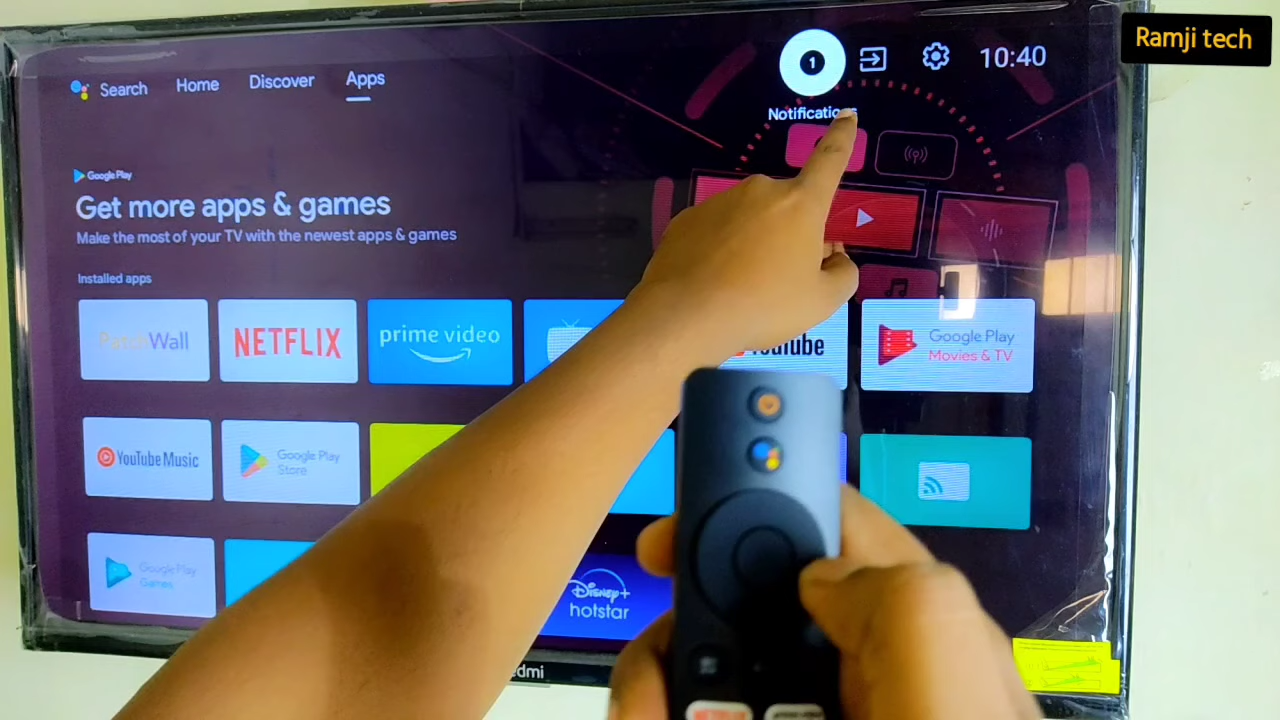 Ramji tech
Search Home Discover Apps
1
10:40
Notifications
Google Play
Get more apps & games
Make the most of your TV with the newest apps & games
Installed apps
PatchWall
NETFLIX
prime video
YouTube
Google Play
Movies & TV
YouTube Music
Google Play
Store
Google Play
Games
Disney+
hotstar
NETFLIX